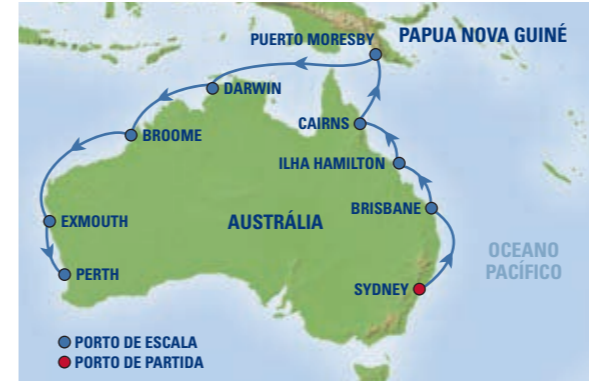 PUERTO MORESBY
PAPUA NOVA GUINÉ
DARWIN
CAIRNS
BROOME
ILHA HAMILTON
BRISBANE
EXMOUTH
AUSTRÁLIA
OCEANO
PACÍFICO
PERTH
SYDNEY
PORTO DE ESCALA
PORTO DE PARTIDA